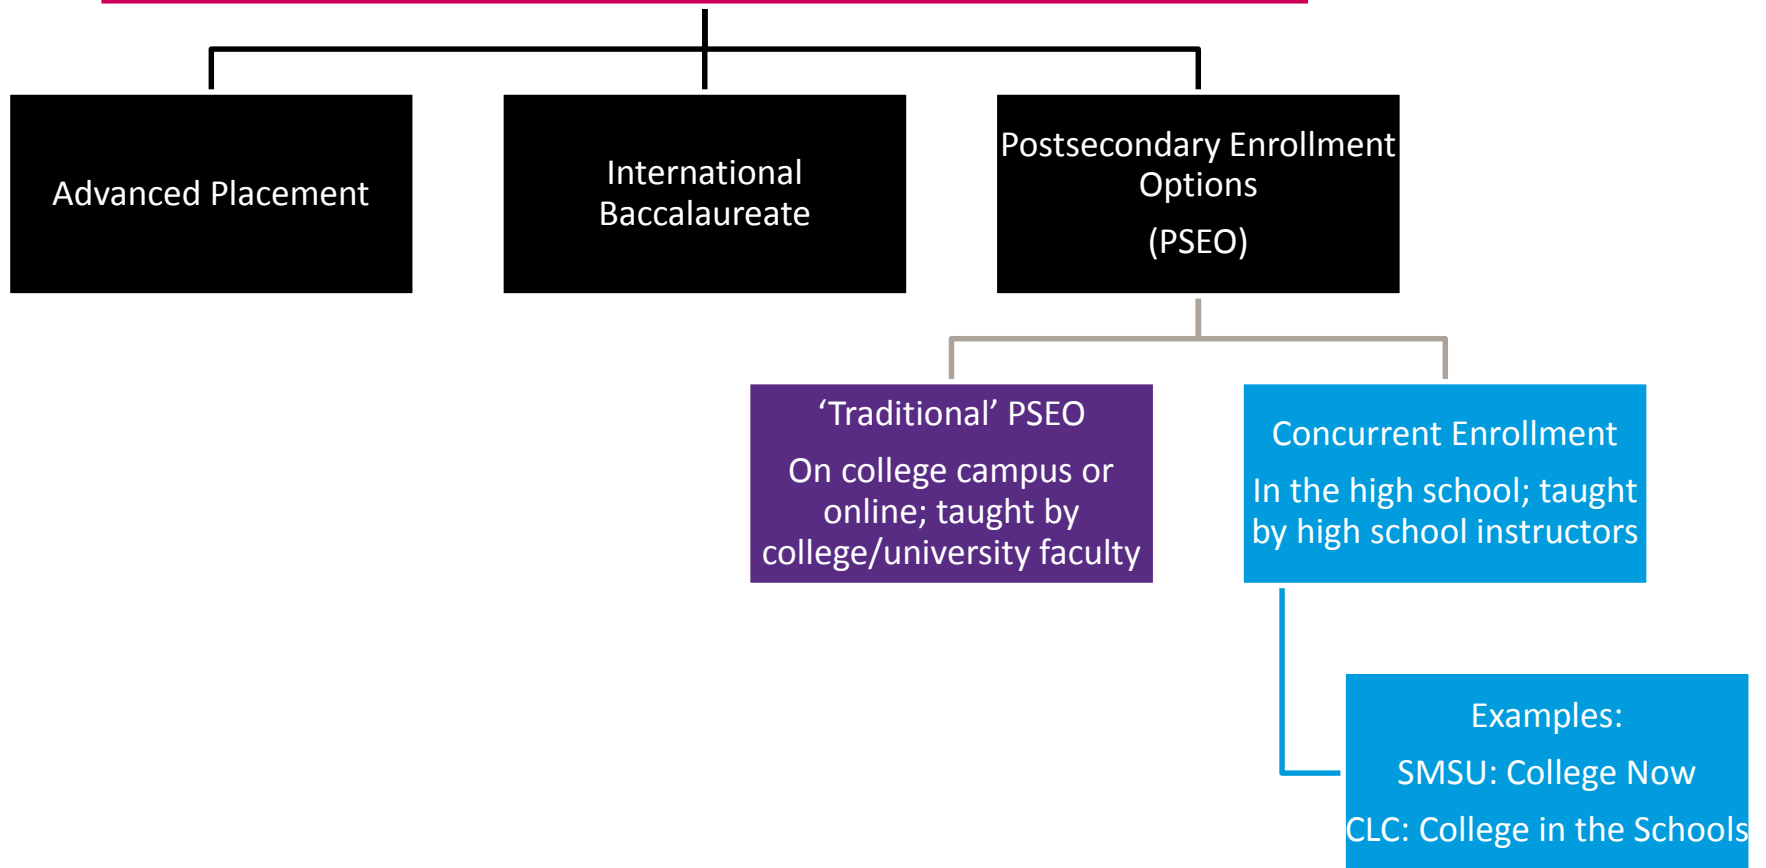 Advanced Placement
International
Baccalaureate
Postsecondary Enrollment
Options
(PSEO)
‘Traditional’ PSEO
On college campus or
online; taught by
college/university faculty
Concurrent Enrollment
In the high school; taught
by high school instructors
Examples:
SMSU: College Now
CLC: College in the Schools